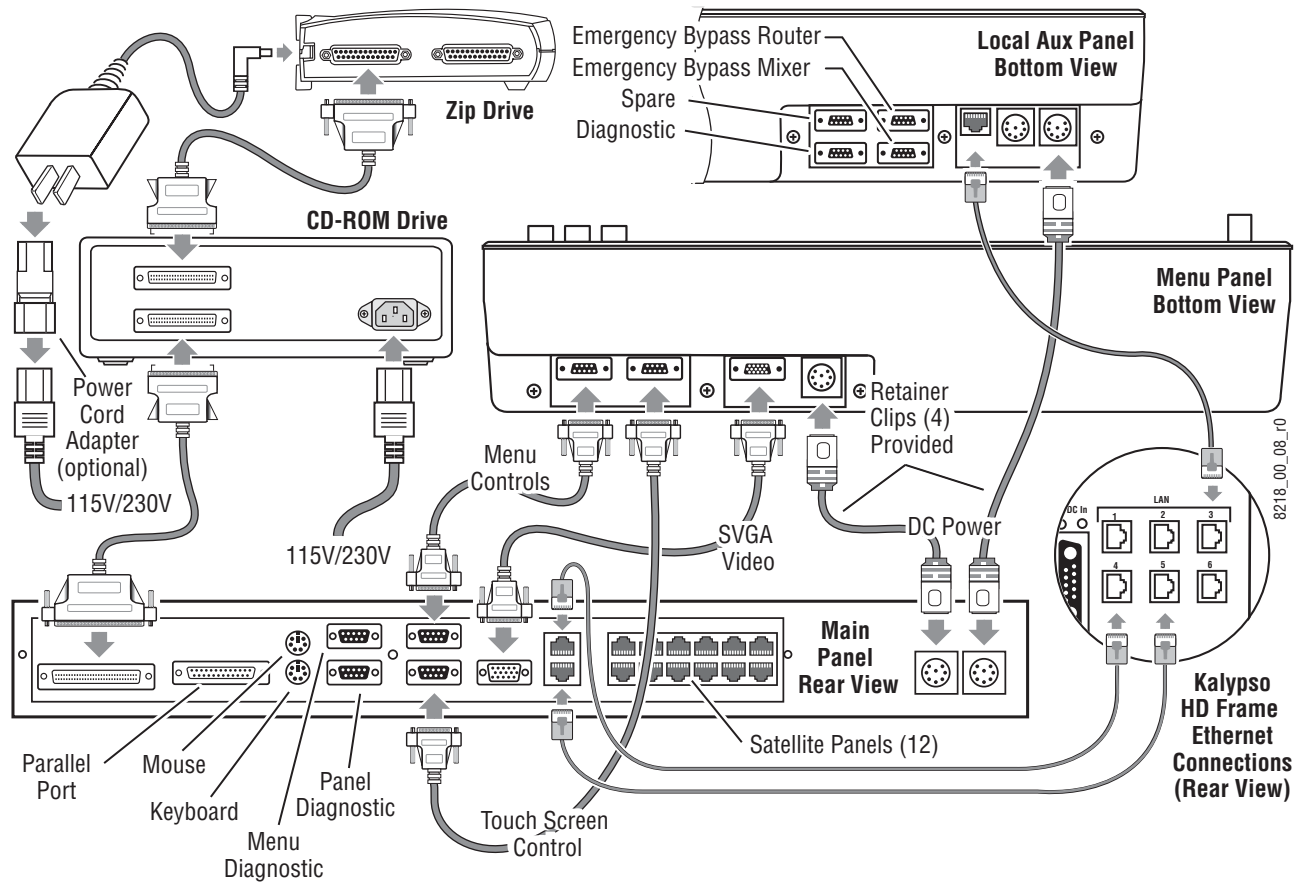 Emergency Bypass Router
Emergency Bypass Mixer
Spare
Diagnostic
Local Aux Panel
Bottom View
Zip Drive
CD-ROM Drive
Menu Panel
Bottom View
Power
Cord
Adapter
(optional)
115V/230V
115V/230V
Menu
Controls
SVGA
Video
Retainer
Clips (4)
Provided
DC Power
8218_00_08_r0
LAN
DC In
1
2
3
4
5
6
Main
Panel
Rear View
Kalypso
HD Frame
Ethernet
Connections
(Rear View)
Parallel
Port
Mouse
Keyboard
Menu
Diagnostic
Panel
Diagnostic
Touch Screen
Control
Satellite Panels (12)